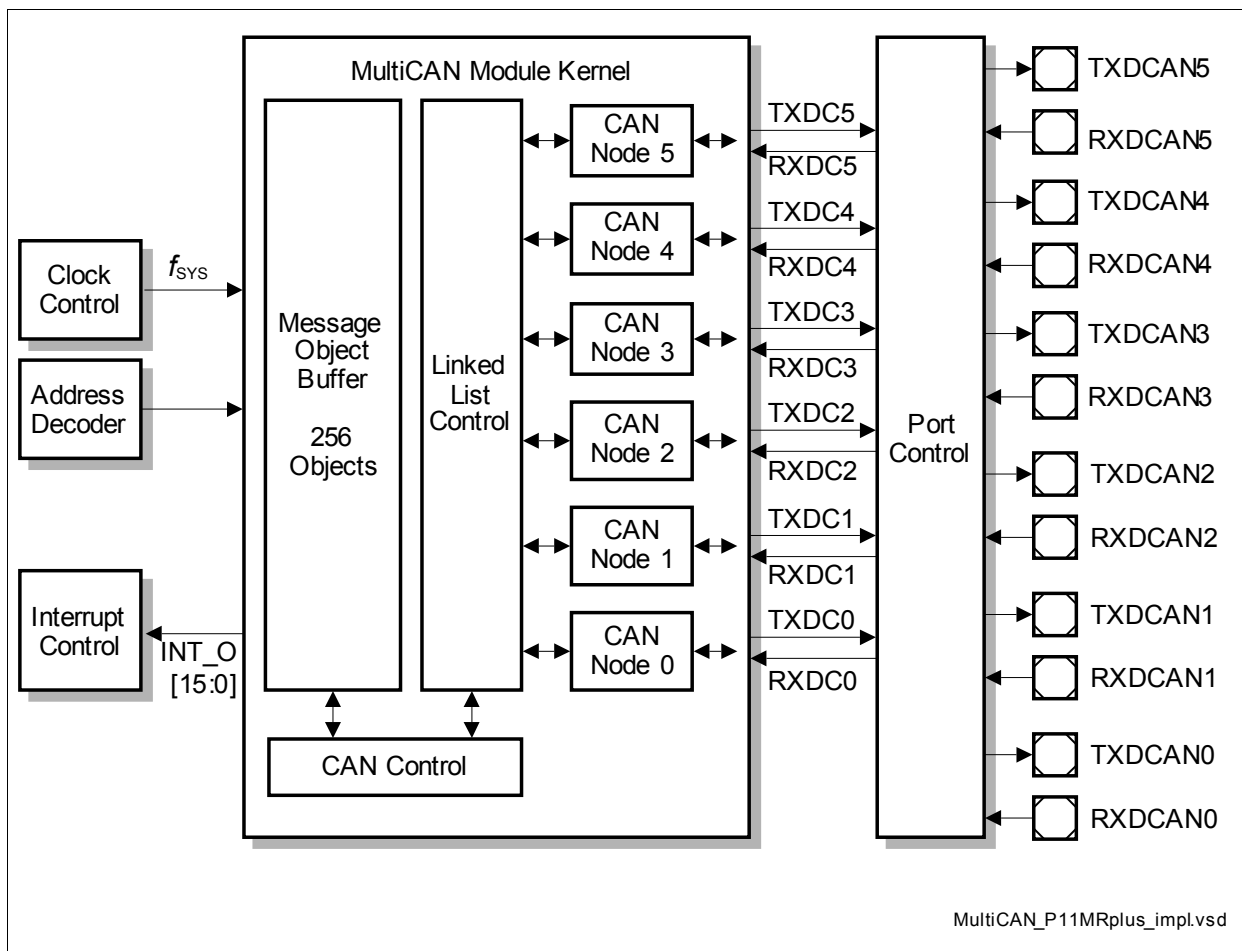 MultiCAN Module Kernel
Clock
Control
fSYS
Address
Decoder
Interrupt
Control
INT_O
[15:0]
Message
Object
Buffer
256
Objects
Linked
List
Control
CAN Control
CAN
Node 5
CAN
Node 4
CAN
Node 3
CAN
Node 2
CAN
Node 1
CAN
Node 0
TXDC5
RXDC5
TXDC4
RXDC4
TXDC3
RXDC3
TXDC2
RXDC2
TXDC1
RXDC1
TXDC0
RXDC0
Port
Control
TXDCAN5
RXDCAN5
TXDCAN4
RXDCAN4
TXDCAN3
RXDCAN3
TXDCAN2
RXDCAN2
TXDCAN1
RXDCAN1
TXDCAN0
RXDCAN0
MultiCAN_P11MRplus_impl.vsd